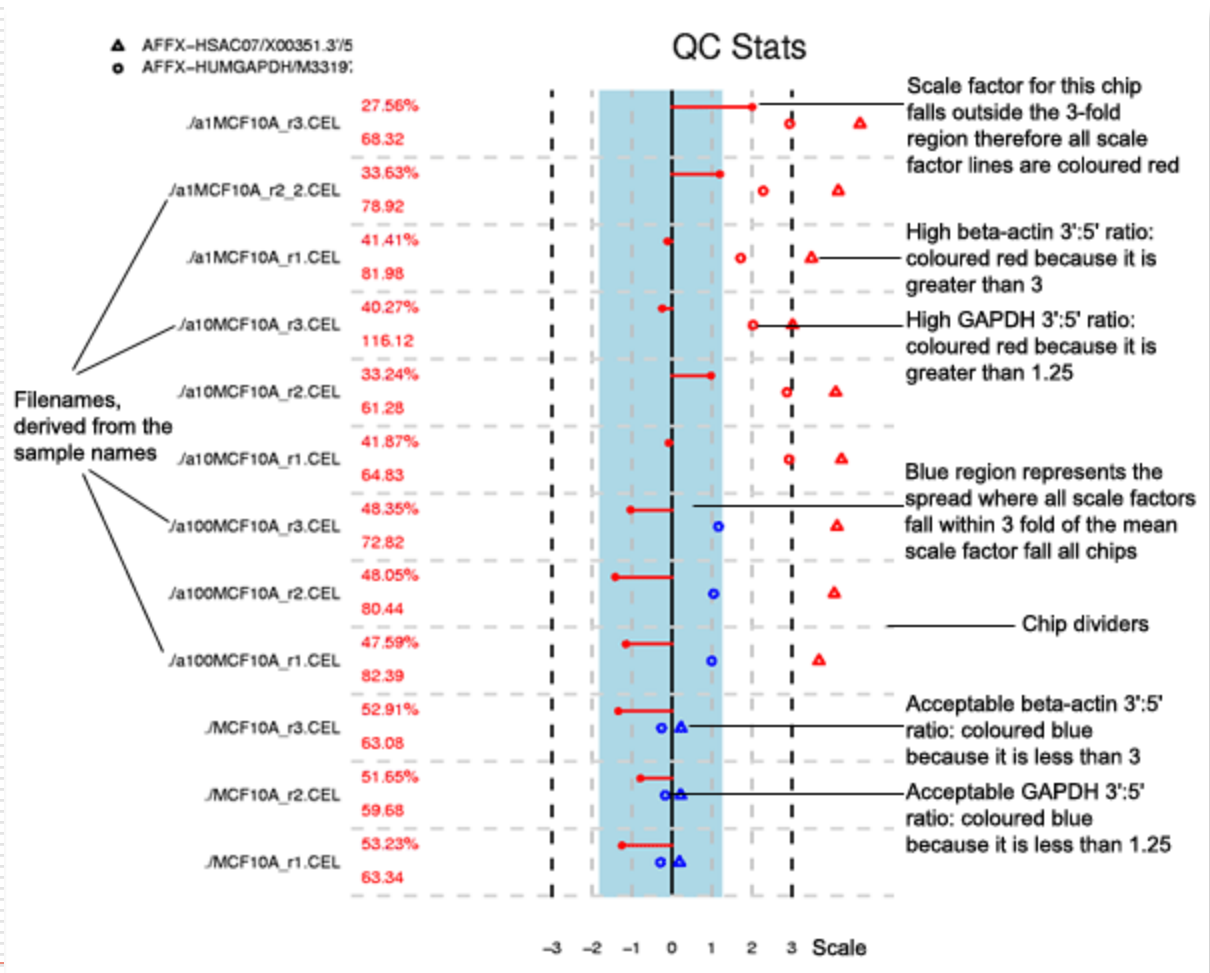 AFFX-HSAC07/X00351.3'/5
AFFX-HUMGAPDH/M3319
QC Stats
27.56%
./a1MCF10A_r3.CEL
68.32
33.63%
./a1MCF10A_r2_2.CEL
78.92
41.41%
./a1MCF10A_r1.CEL
81.98
40.27%
./a10MCF10A_r3.CEL
116.12
33.24%
./a10MCF10A_r2.CEL
61.28
41.87%
./a10MCF10A_r1.CEL
64.83
48.35%
./a100MCF10A_r3.CEL
72.82
48.05%
./a100MCF10A_r2.CEL
80.44
47.59%
./a100MCF10A_r1.CEL
82.39
52.91%
./MCF10A_r3.CEL
63.08
51.65%
./MCF10A_r2.CEL
59.68
53.23%
./MCF10A_r1.CEL
63.34
Filenames,
derived from the
sample names
Scale factor for this chip
falls outside the 3-fold
region therefore all scale
factor lines are coloured red
High beta-actin 3':5' ratio:
coloured red because it is
greater than 3
High GAPDH 3':5' ratio:
coloured red because it is
greater than 1.25
Blue region represents the
spread where all scale factors
fall within 3 fold of the mean
scale factor fall all chips
Chip dividers
Acceptable beta-actin 3':5'
ratio: coloured blue
because it is less than 3
Acceptable GAPDH 3':5'
ratio: coloured blue
because it is less than 1.25
-3 -2 -1 0 1 2 3 Scale